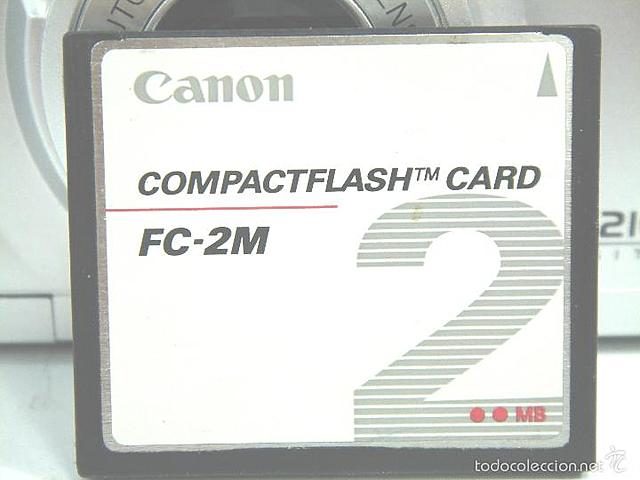 Canon
COMPACTFLASH™ CARD
FC-2M
2
MB
todocoleccion.net